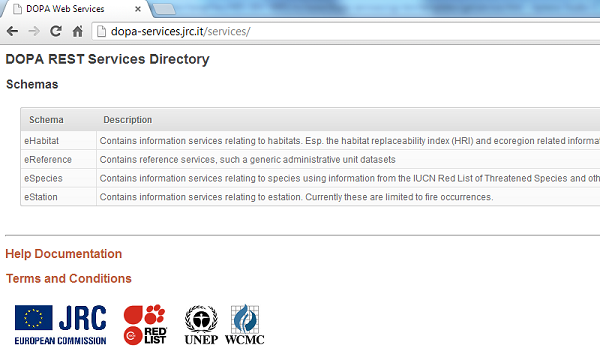 DOPA Web Services
dopa-services.jrc.it/services/
DOPA REST Services Directory
Schemas
Schema Description
eHabitat Contains information services relating to habitats. Esp. the habitat replaceability index (HRI) and ecoregion related
eReference Contains reference services, such a generic administrative unit datasets
eSpecies Contains information services relating to species using information from the IUCN Red List of Threatened Species and
eStation Contains information services relating to estation. Currently these are limited to fire occurrences.
Help Documentation
Terms and Conditions
JRC
EUROPEAN COMMISSION
RED
LIST
UNEP WCMC